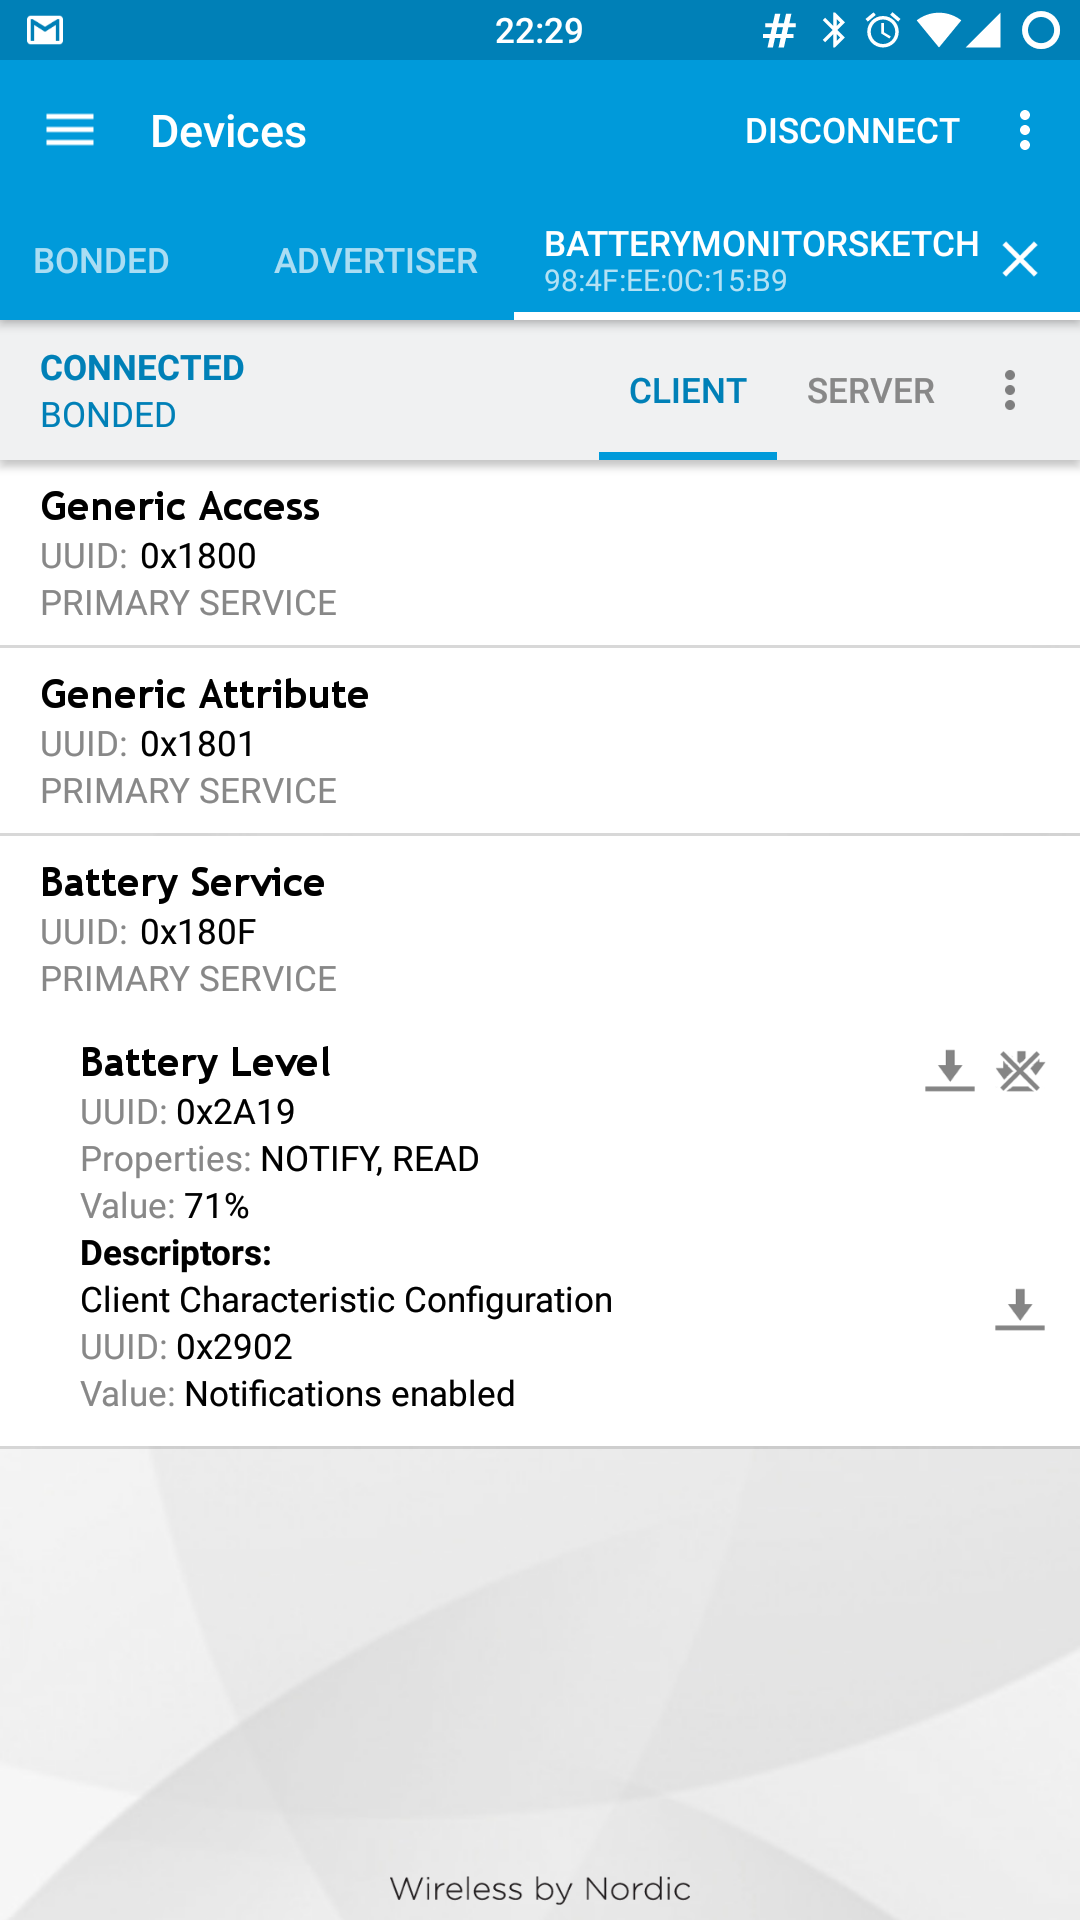 22:29
Devices
DISCONNECT
BONDED
ADVERTISER
BATTERYMONITORSKETCH
98:4F:EE:0C:15:B9
CONNECTED
BONDED
CLIENT
SERVER
Generic Access
UUID: 0x1800
PRIMARY SERVICE
Generic Attribute
UUID: 0x1801
PRIMARY SERVICE
Battery Service
UUID: 0x180F
PRIMARY SERVICE
Battery Level
UUID: 0x2A19
Properties: NOTIFY, READ
Value: 71%
Descriptors:
Client Characteristic Configuration
UUID: 0x2902
Value: Notifications enabled
Wireless by Nordic